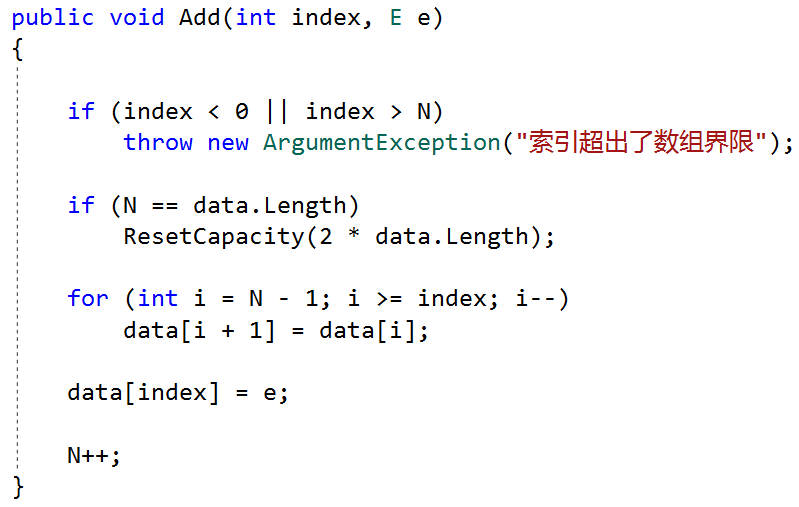 public void Add(int index, E e)
{
if (index < 0 || index > N)
throw new ArgumentException("索引超出了数组界限");
if (N == data.Length)
ResetCapacity(2 * data.Length);
for (int i = N - 1; i >= index; i--)
data[i + 1] = data[i];
data[index] = e;
N++;
}